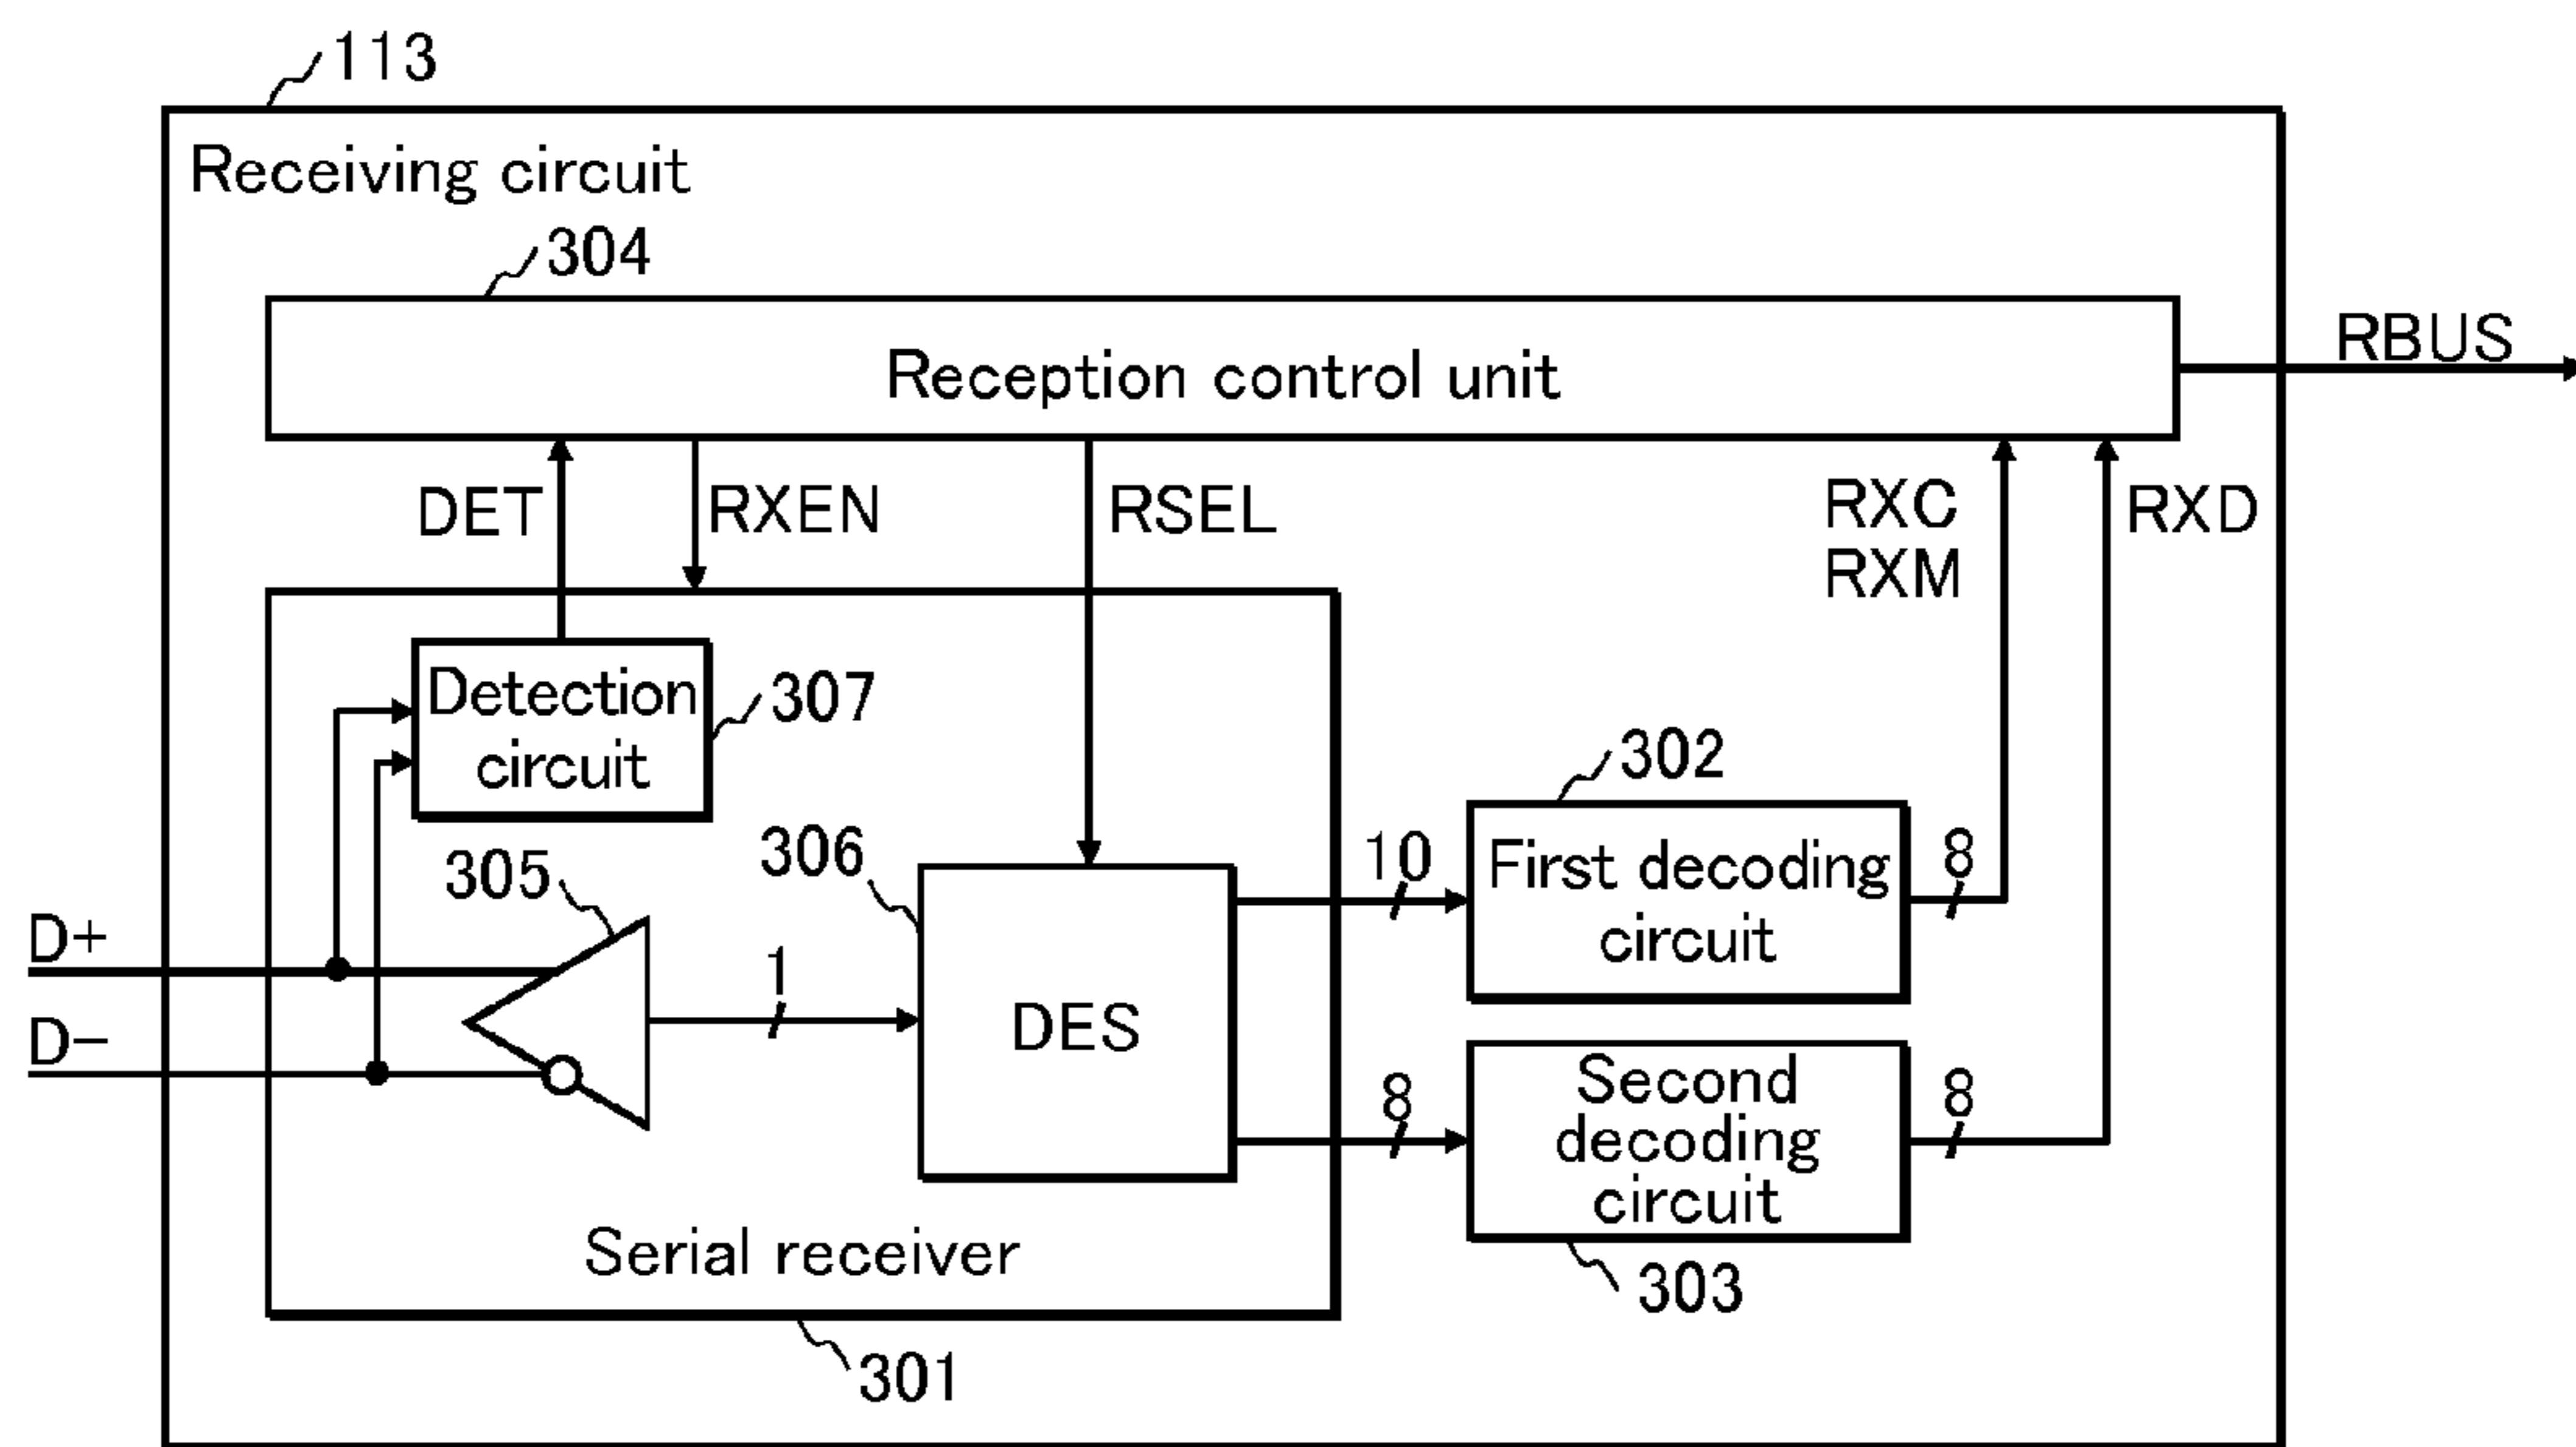 113
Receiving circuit
304
Reception control unit
RBUS
DET
RXEN
RSEL
RXC
RXM
RXD
Detection
circuit
307
302
First decoding
circuit
10
8
305
306
D+
D−
1
DES
8
Second
decoding
circuit
8
303
Serial receiver
301